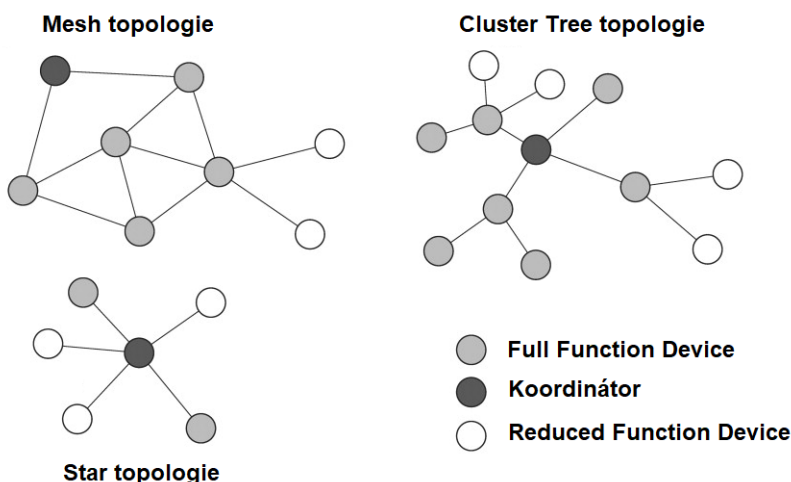 Mesh topologie
Cluster Tree topologie
Full Function Device
Koordinátor
Reduced Function Device
Star topologie